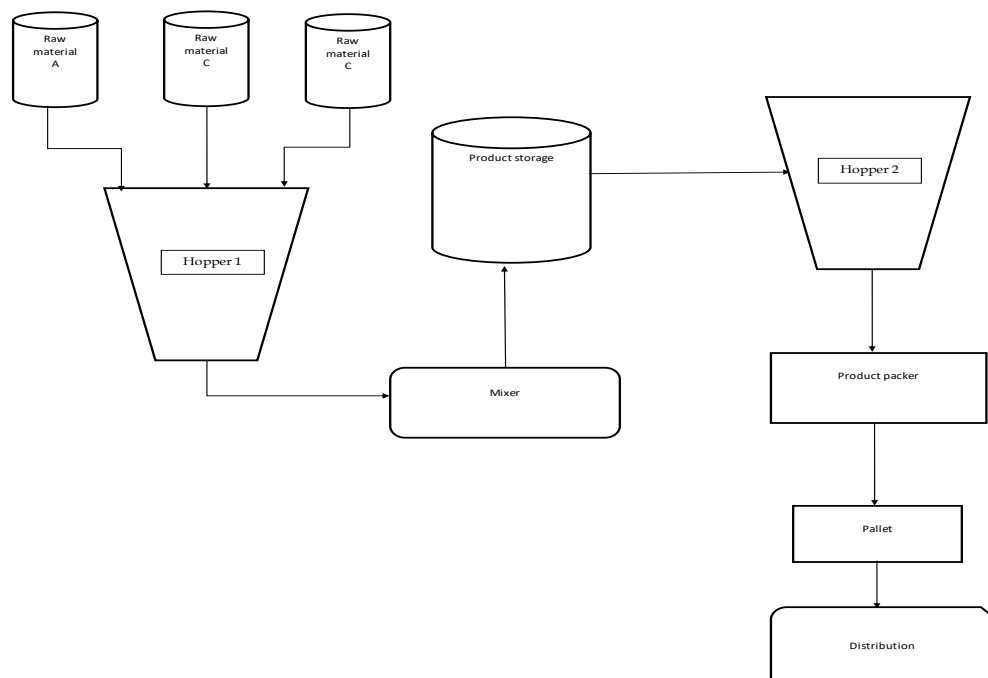 Raw
material
A
Raw
material
C
Raw
material
C
Product storage
Hopper 2
Hopper 1
Product packer
Mixer
Pallet
Distribution